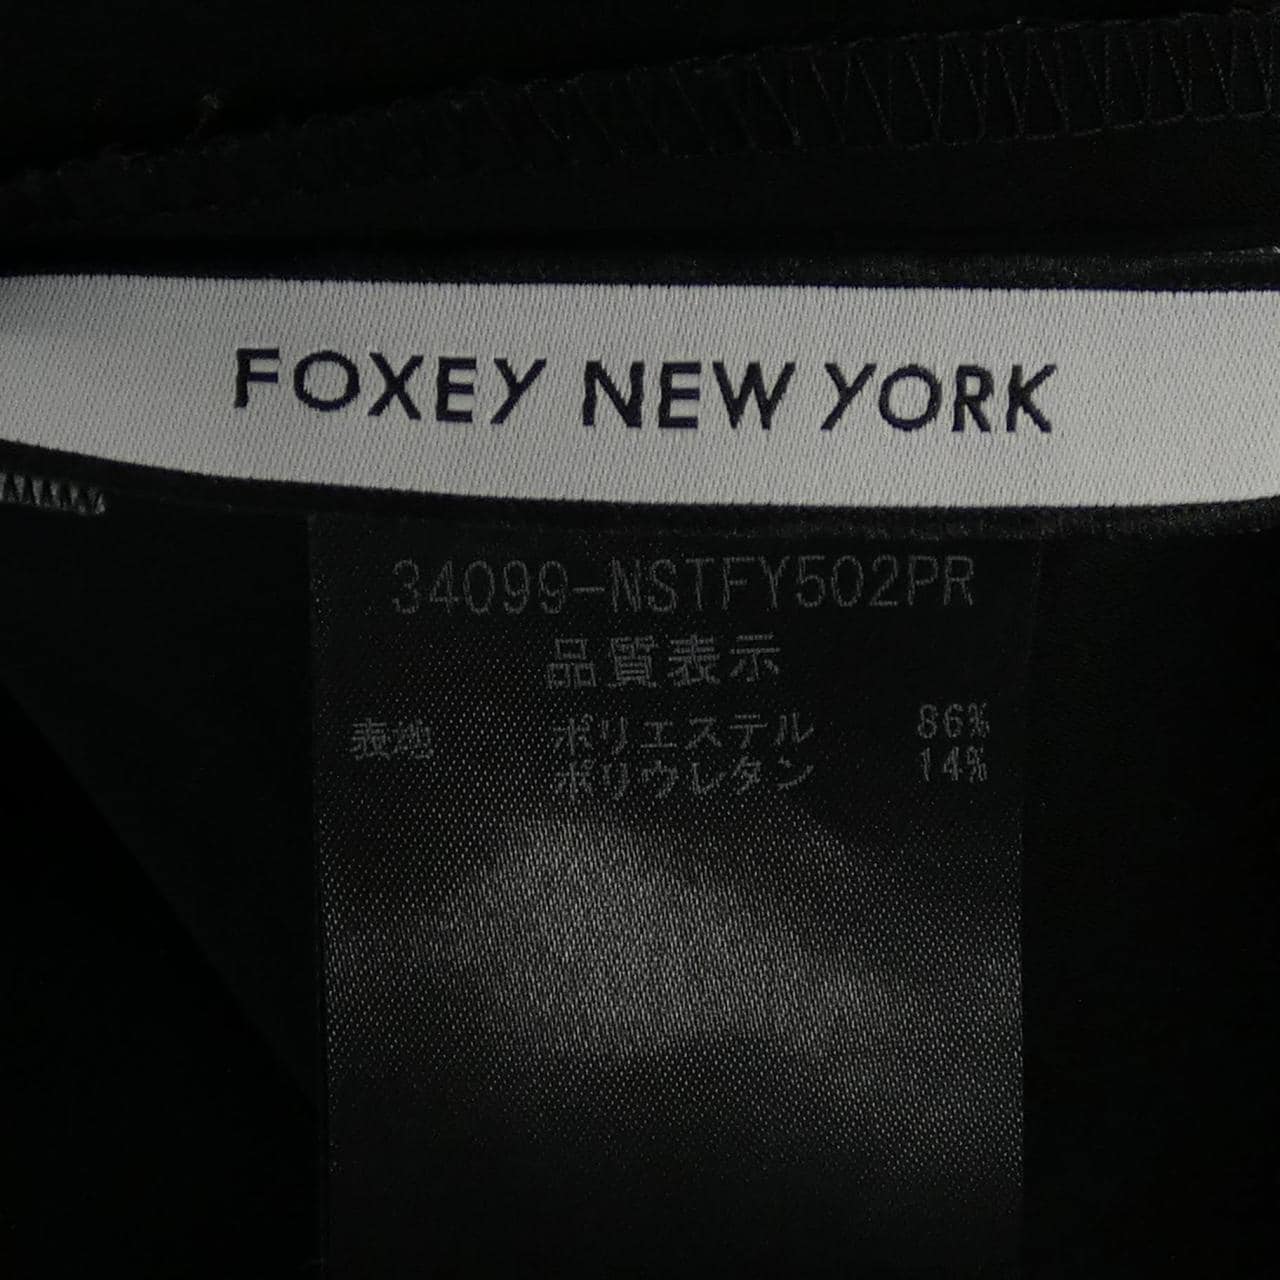 FOXEY NEW YORK
34099-NSTFY502PR
品質表示
表地 ポリエステル 86%
ポリウレタン 14%